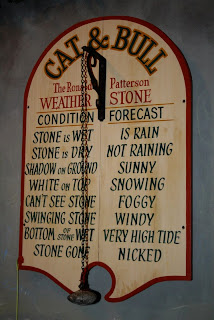 CAT & BULL
The Ronald Patterson
WEATHER STONE
CONDITION FORECAST
STONE IS WET IS RAIN
STONE IS DRY NOT RAINING
SHADOW ON GROUND SUNNY
WHITE ON TOP SNOWING
CAN'T SEE STONE FOGGY
SWINGING STONE WINDY
BOTTOM OF STONE WET VERY HIGH TIDE
STONE GONE NICKED